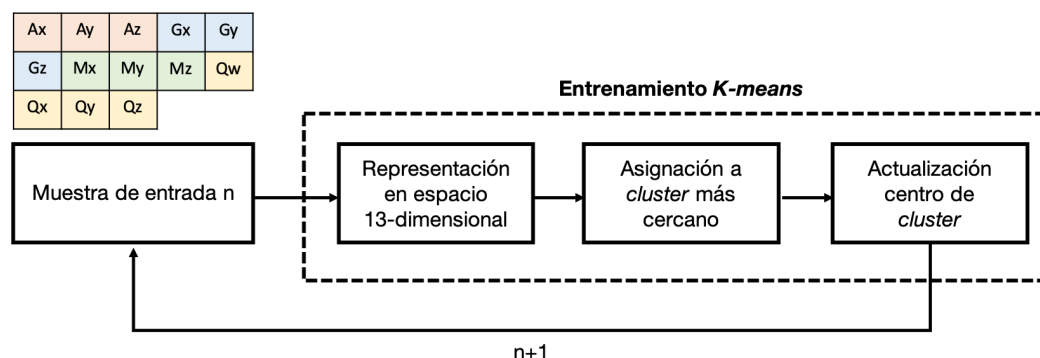 Ax Ay Az Gx Gy
Gz Mx My Mz Qw
Qx Qy Qz
Entrenamiento K-means
Muestra de entrada n
Representación
en espacio
13-dimensional
Asignación a
cluster más
cercano
Actualización
centro de
cluster
n+1